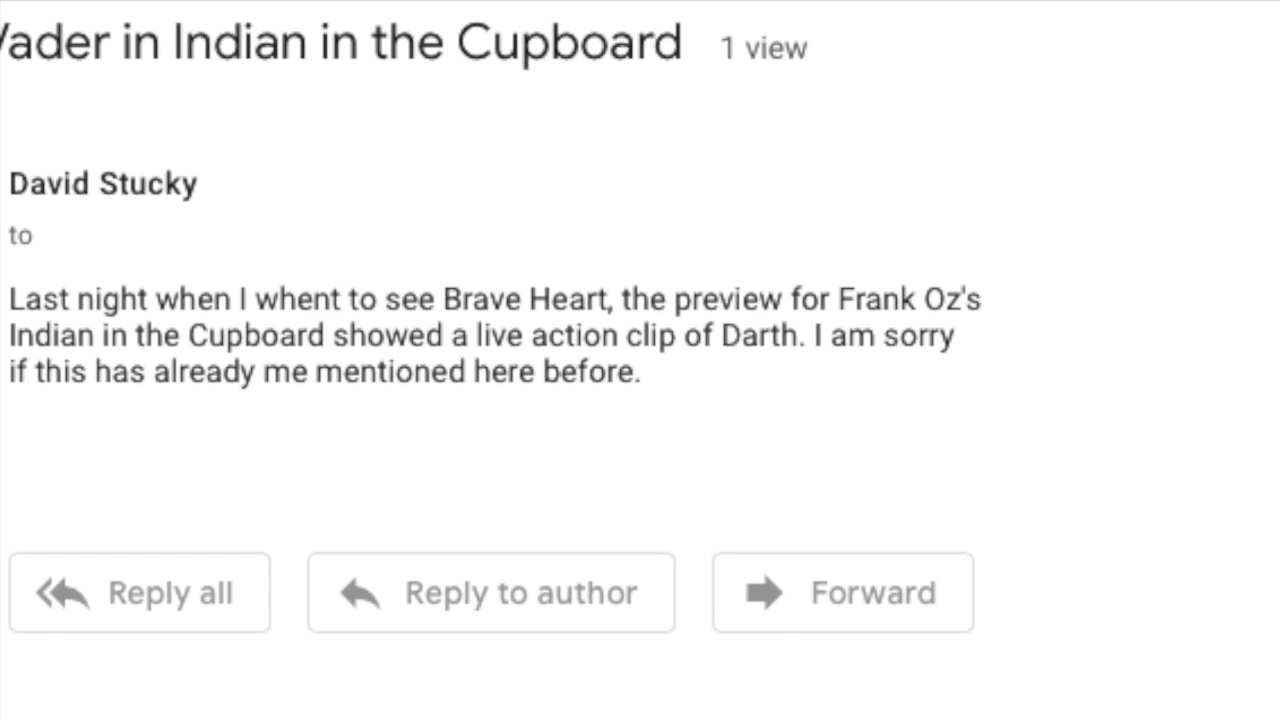 Vader in Indian in the Cupboard 1 view
David Stucky
to
Last night when I whent to see Brave Heart, the preview for Frank Oz's
Indian in the Cupboard showed a live action clip of Darth. I am sorry
if this has already me mentioned here before.
Reply all Reply to author Forward